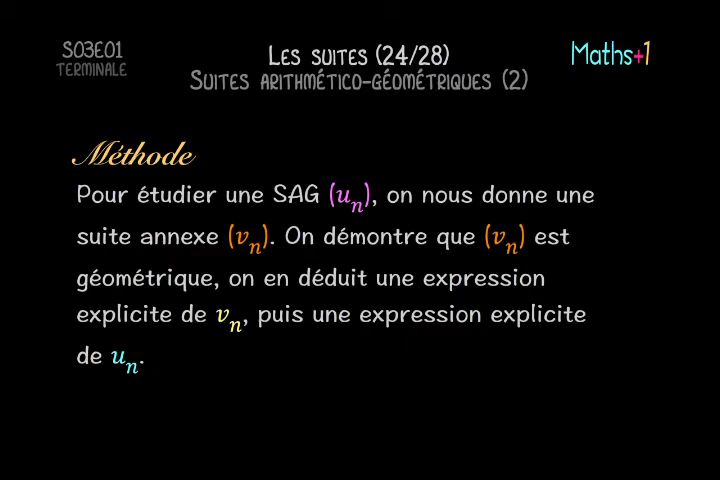 S03E01
TERMINALE
LES SUITES (24/28)
SUITES ARITHMÉTICO-GÉOMÉTRIQUES (2)
Maths+1
Méthode
Pour étudier une SAG (uₙ), on nous donne une
suite annexe (vₙ). On démontre que (vₙ) est
géométrique, on en déduit une expression
explicite de vₙ, puis une expression explicite
de uₙ.